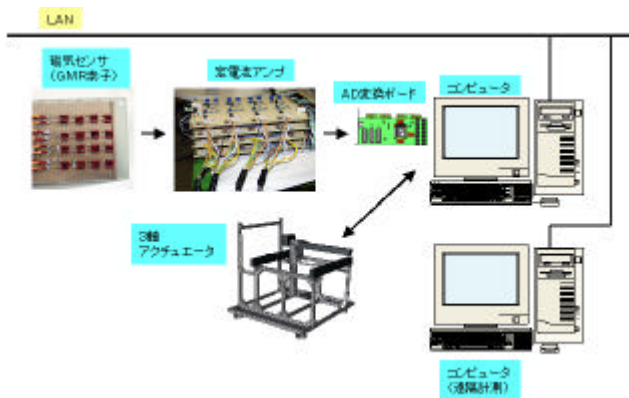 LAN
磁気センサ
(GMR素子)
定電流アンプ
AD変換ボード
コンピュータ
3軸
アクチュエータ
コンピュータ
(遠隔計測)